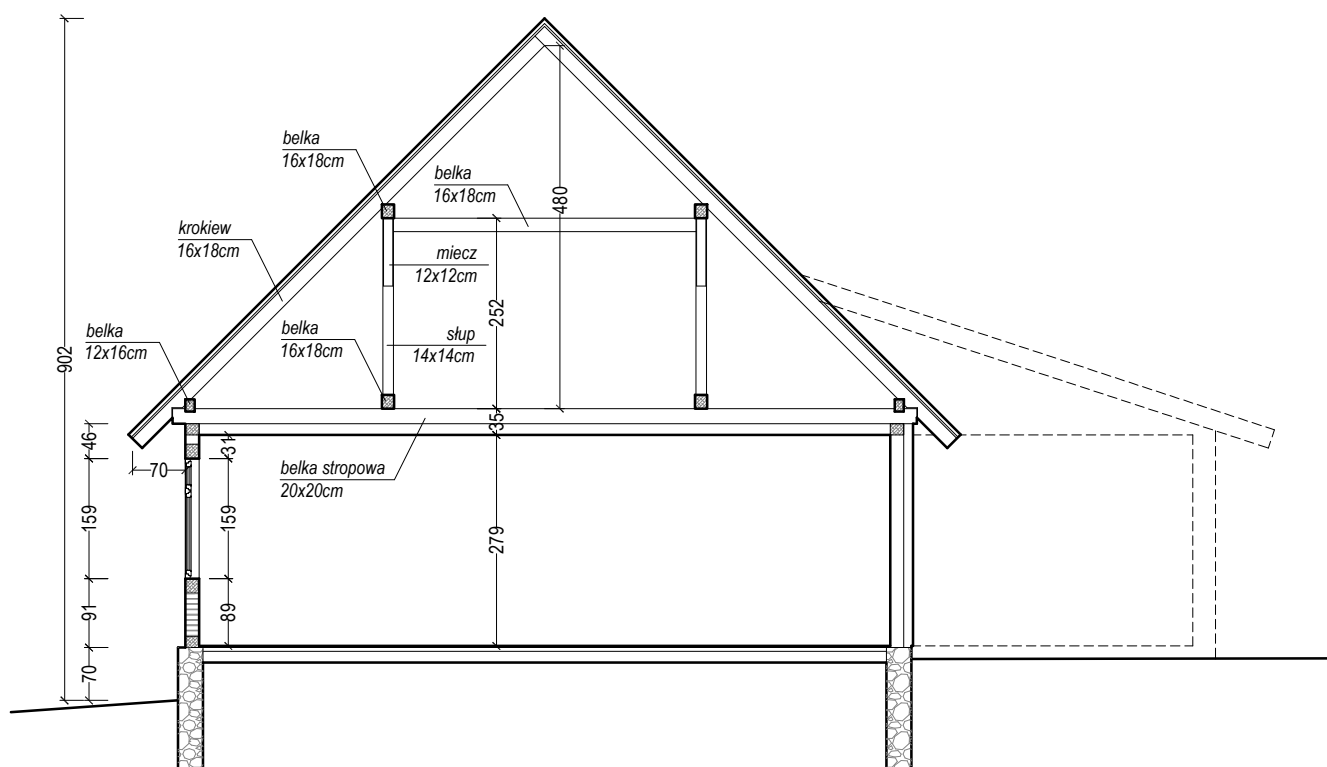 belka
16x18cm
belka
16x18cm
480
krokiew
16x18cm
miecz
12x12cm
252
belka
12x16cm
belka
16x18cm
słup
14x14cm
902
35
46
31
70
belka stropowa
20x20cm
159
159
279
91
89
70